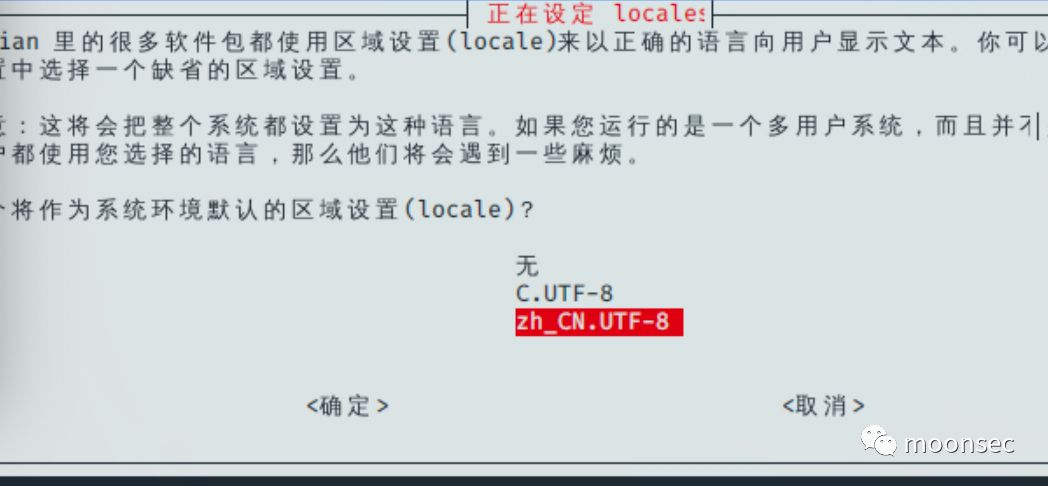 正在设定 locales
ian 里的很多软件包都使用区域设置(locale)来以正确的语言向用户显示文本。你可以
中选择一个缺省的区域设置。
：这将会把整个系统都设置为这种语言。如果您运行的是一个多用户系统，而且并不
都使用您选择的语言，那么他们将会遇到一些麻烦。
将作为系统环境默认的区域设置(locale)？
无
C.UTF-8
zh_CN.UTF-8
<确定> <取消>
moonsec